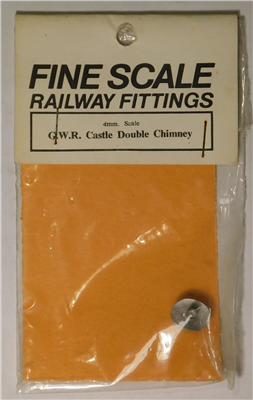 FINE SCALE
RAILWAY FITTINGS
4mm. Scale
G.W.R. Castle Double Chimney